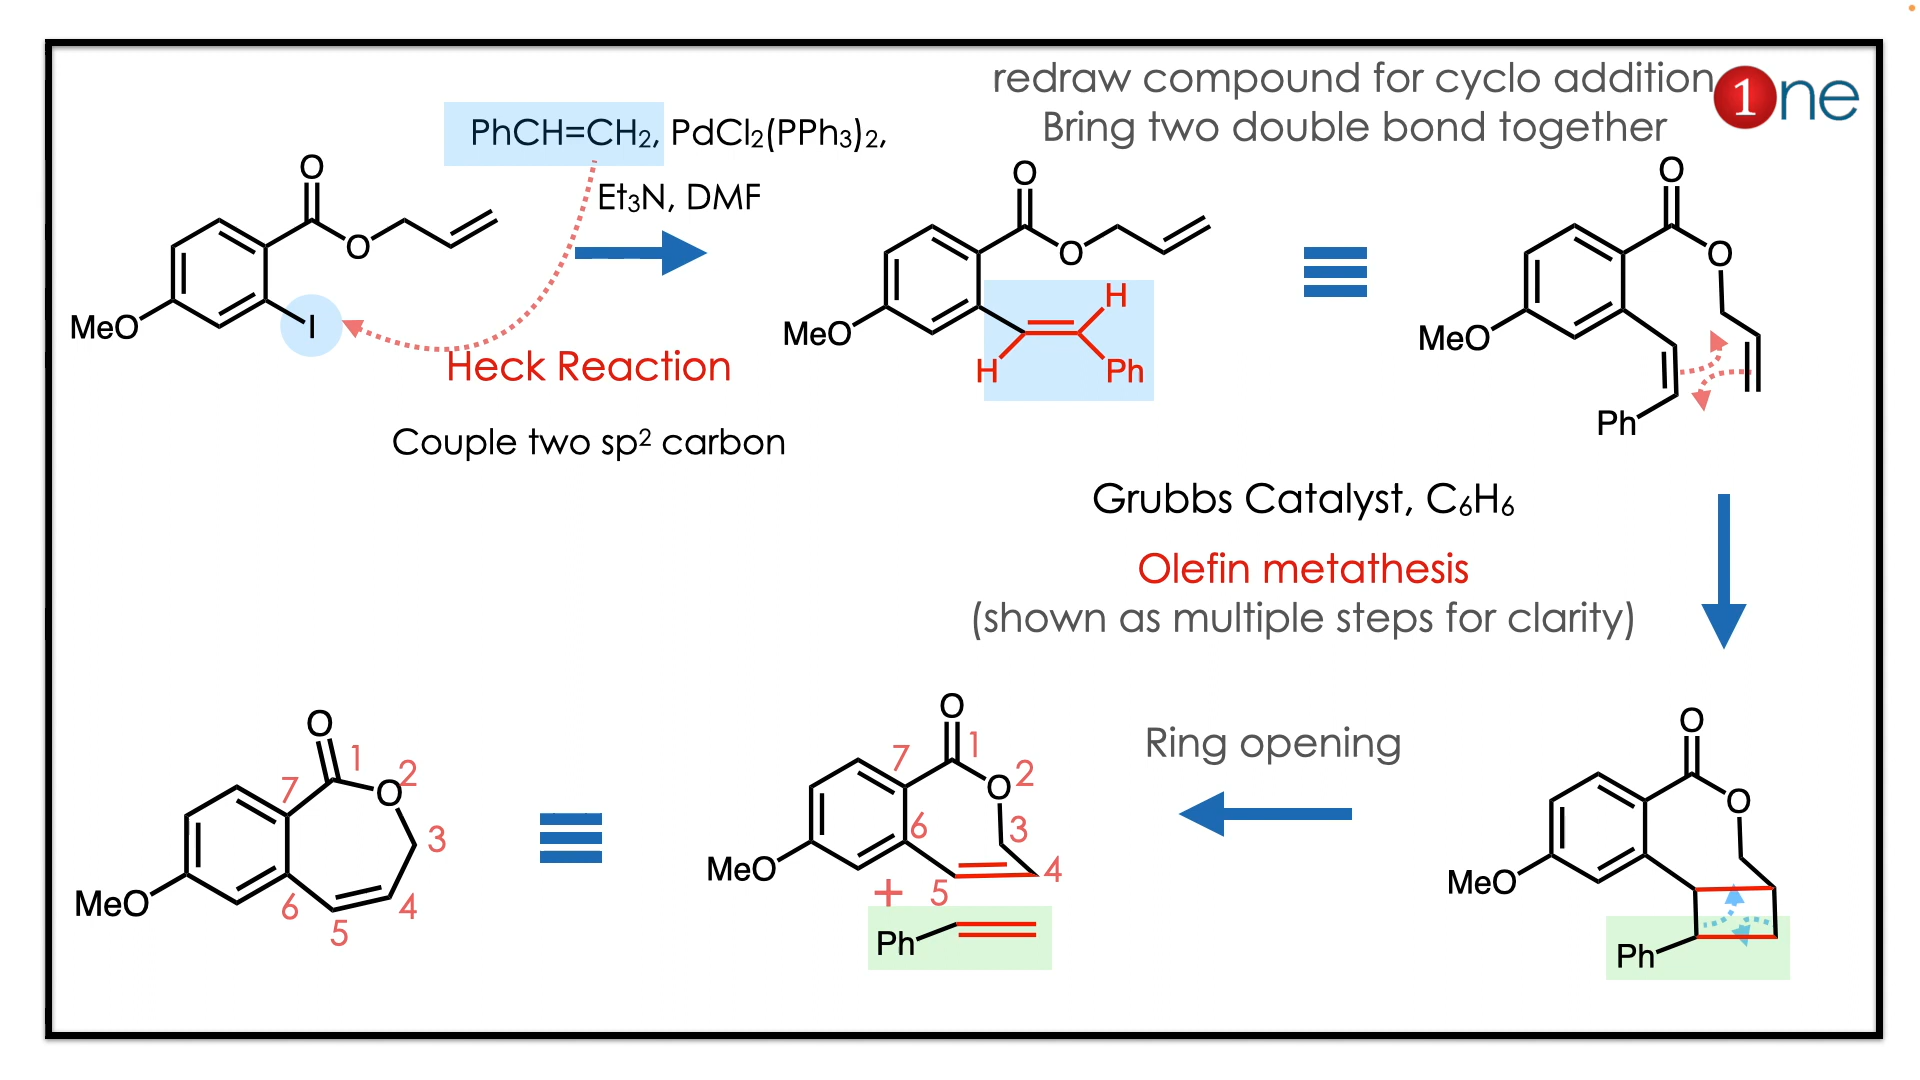 redraw compound for cyclo addition
Bring two double bond together
1ne
PhCH=CH₂, PdCl₂(PPh₃)₂,
Et₃N, DMF
O
O
MeO
I
Heck Reaction
Couple two sp² carbon
O
O
MeO
H
H
Ph
O
O
MeO
Ph
Grubbs Catalyst, C₆H₆
Olefin metathesis
(shown as multiple steps for clarity)
O
1
O
2
7
3
6
5
4
MeO
O
7
1
2
O
6
3
MeO
5
4
+
Ph
Ring opening
O
O
MeO
Ph